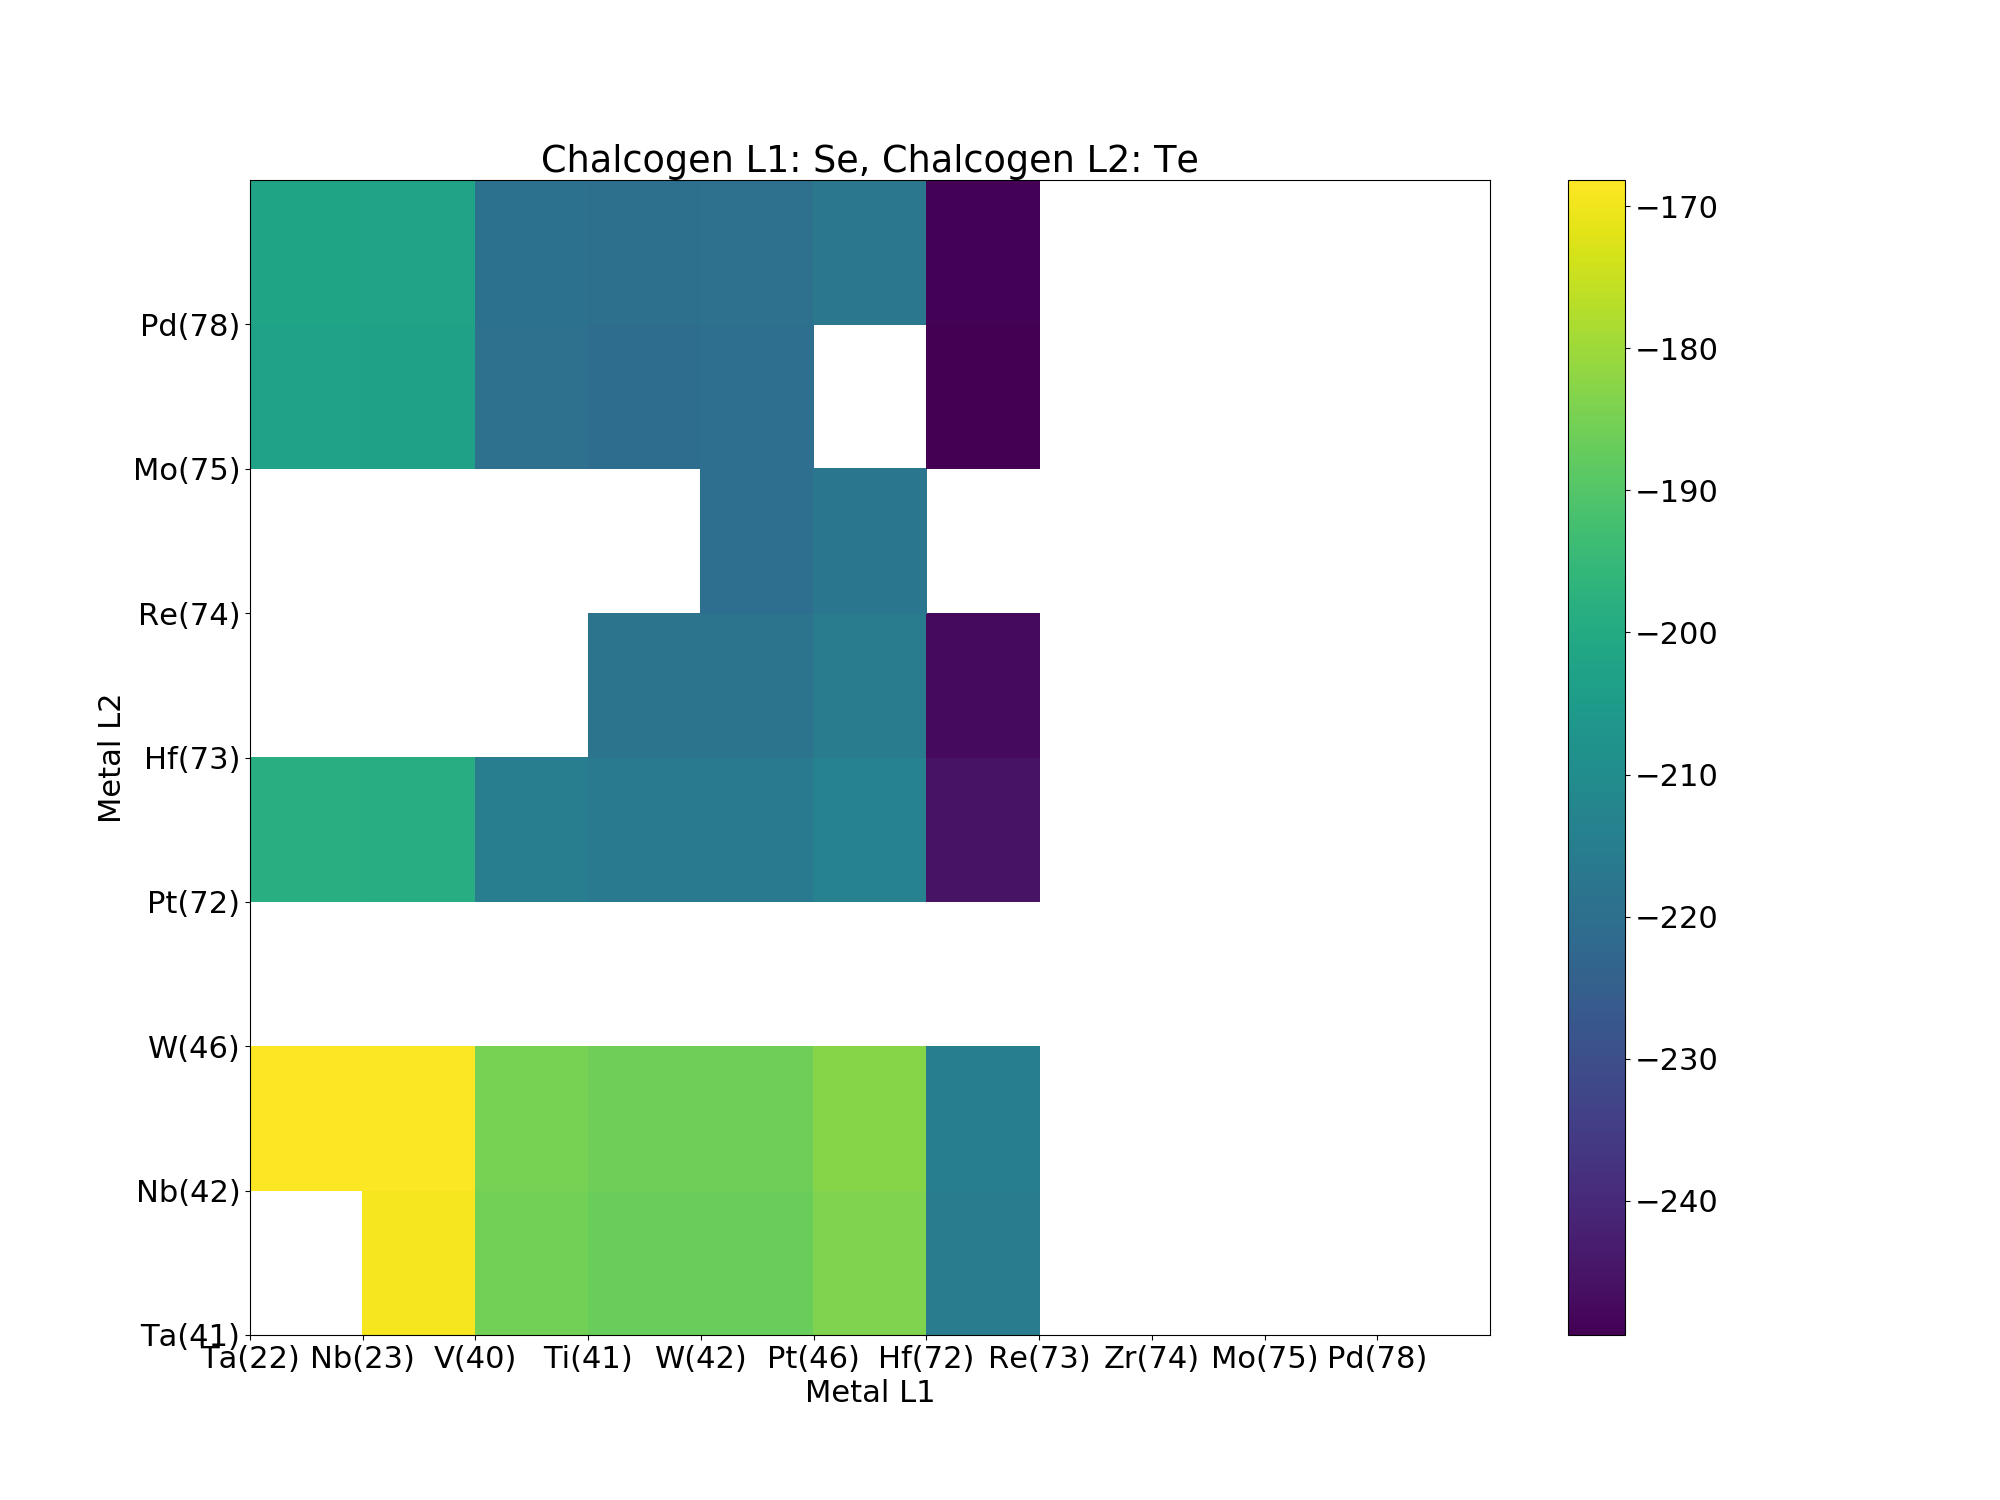 Chalcogen L1: Se, Chalcogen L2: Te
Pd(78)
Mo(75)
Re(74)
Hf(73)
Pt(72)
W(46)
Nb(42)
Ta(41)
Metal L2
Ta(22) Nb(23) V(40) Ti(41) W(42) Pt(46) Hf(72) Re(73) Zr(74) Mo(75) Pd(78)
Metal L1
−170
−180
−190
−200
−210
−220
−230
−240